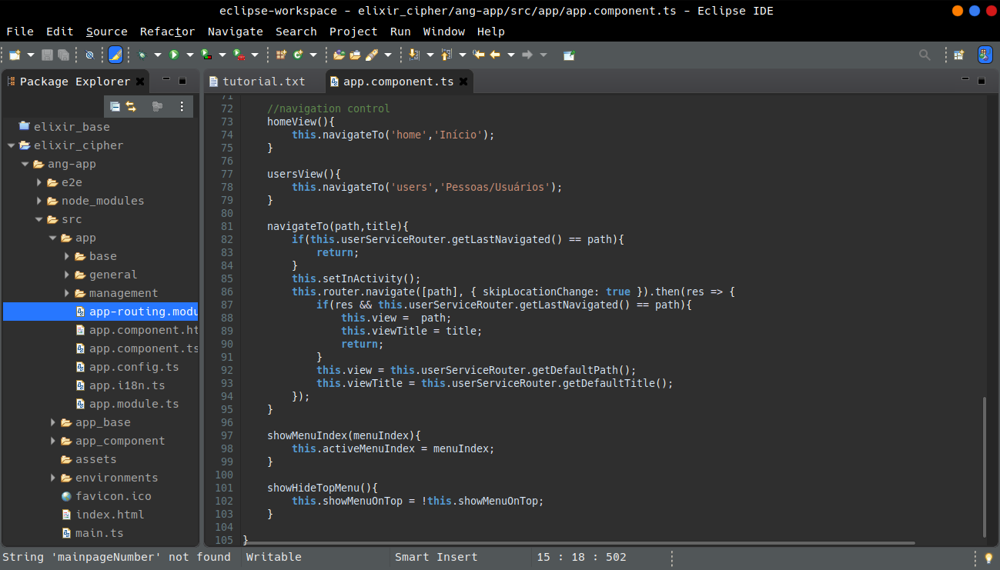 eclipse-workspace - elixir_cipher/ang-app/src/app/app.component.ts - Eclipse IDE
File Edit Source Refactor Navigate Search Project Run Window Help
Package Explorer
elixir_base
elixir_cipher
ang-app
e2e
node_modules
src
app
base
general
management
app-routing.modu
app.component.ht
app.component.ts
app.config.ts
app.i18n.ts
app.module.ts
app_base
app_component
assets
environments
favicon.ico
index.html
main.ts
tutorial.txt app.component.ts
71
72 //navigation control
73 homeView(){
74 this.navigateTo('home','Início');
75 }
76
77 usersView(){
78 this.navigateTo('users','Pessoas/Usuários');
79 }
80
81 navigateTo(path,title){
82 if(this.userServiceRouter.getLastNavigated() == path){
83 return;
84 }
85 this.setInActivity();
86 this.router.navigate([path], { skipLocationChange: true }).then(res => {
87 if(res && this.userServiceRouter.getLastNavigated() == path){
88 this.view =  path;
89 this.viewTitle = title;
90 return;
91 }
92 this.view = this.userServiceRouter.getDefaultPath();
93 this.viewTitle = this.userServiceRouter.getDefaultTitle();
94 });
95 }
96
97 showMenuIndex(menuIndex){
98 this.activeMenuIndex = menuIndex;
99 }
100
101 showHideTopMenu(){
102 this.showMenuOnTop = !this.showMenuOnTop;
103 }
104
105 }
String 'mainpageNumber' not found Writable Smart Insert 15 : 18 : 502